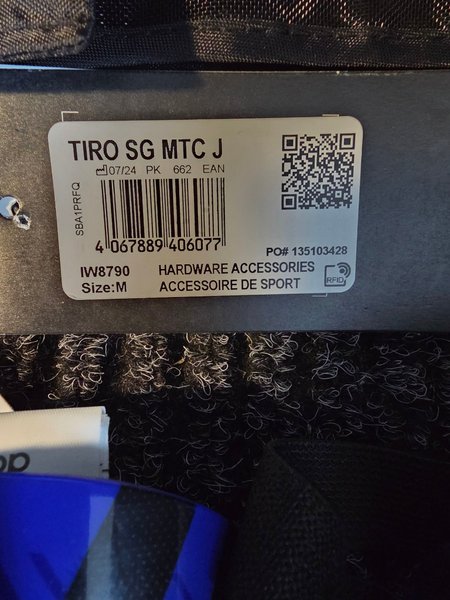 TIRO SG MTC J
07/24 PK 662 EAN
SBA1PRFQ
4 067889 406077
PO# 135103428
IW8790 HARDWARE ACCESSORIES
Size:M ACCESSOIRE DE SPORT
RFID